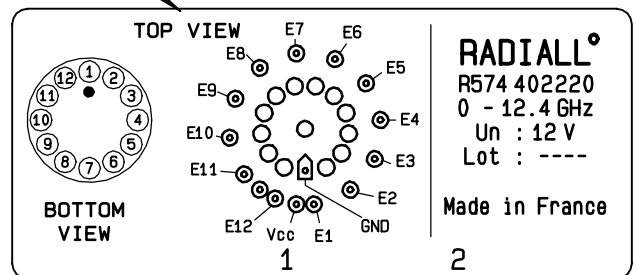 TOP VIEW
E7
E6
E8
E5
E9
E4
E10
E3
E11
E2
E12
Vcc
E1
GND
1
12
1
2
11
3
10
4
9
5
8
7
6
BOTTOM
VIEW
RADIALL°
R574 402220
0 - 12.4 GHz
Un : 12 V
Lot : ----
Made in France
2